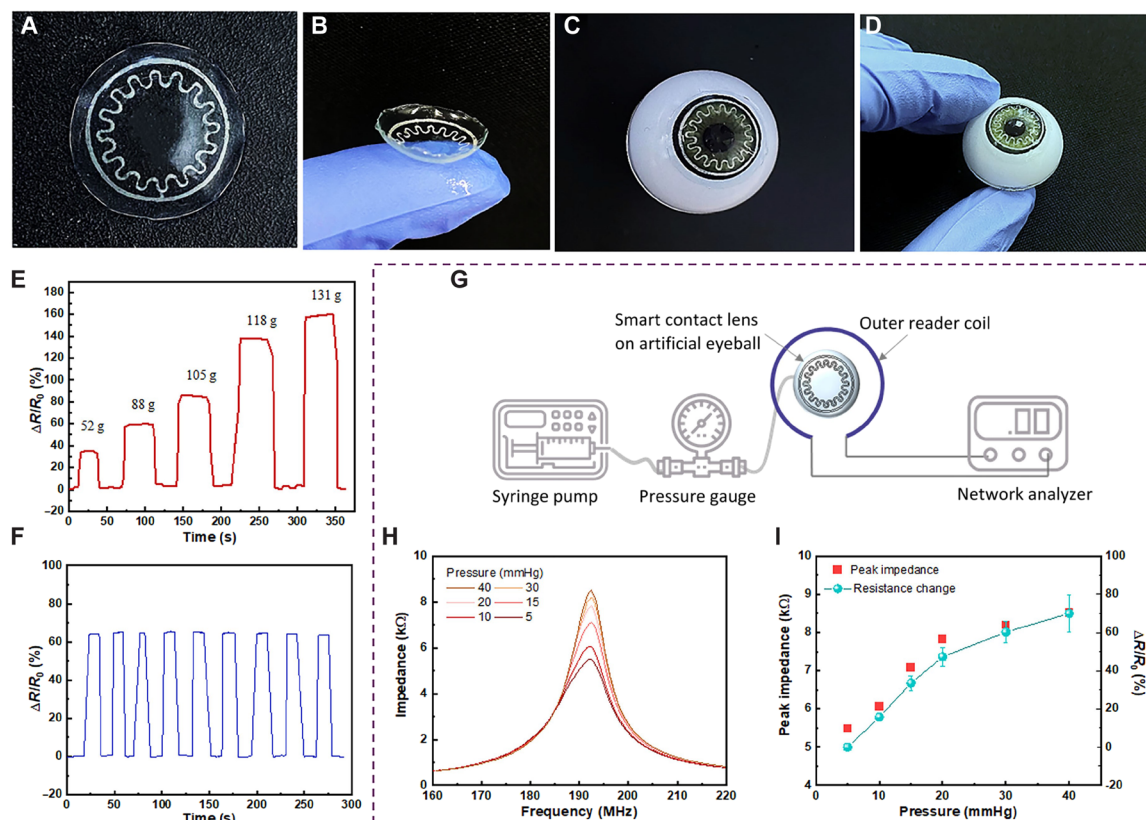 A
B
C
D
E
ΔR/R0 (%)
180
160
140
120
100
80
60
40
20
0
−20
52 g
88 g
105 g
118 g
131 g
0 50 100 150 200 250 300 350
Time (s)
F
ΔR/R0 (%)
100
80
60
40
20
0
−20
0 50 100 150 200 250 300
Time (s)
G
Smart contact lens
on artificial eyeball
Outer reader coil
Syringe pump
Pressure gauge
Network analyzer
H
Impedance (kΩ)
10
8
6
4
2
0
Pressure (mmHg)
40 30
20 15
10 5
160 170 180 190 200 210 220
Frequency (MHz)
I
Peak impedance (kΩ)
10
9
8
7
6
5
4
Peak impedance
Resistance change
100
80
60
40
20
0
−20
ΔR/R0 (%)
0 10 20 30 40
Pressure (mmHg)